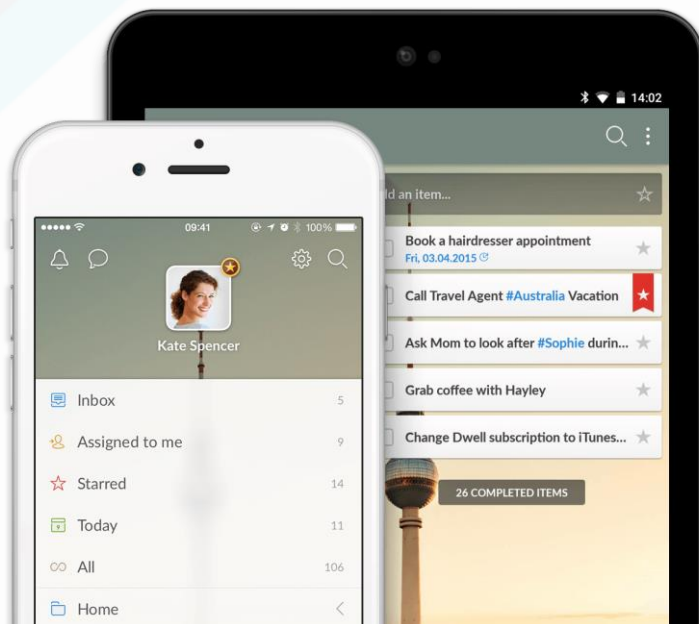 14:02
d an item...
Book a hairdresser appointment
Fri, 03.04.2015
Call Travel Agent #Australia Vacation
Ask Mom to look after #Sophie durin...
Grab coffee with Hayley
Change Dwell subscription to iTunes...
26 COMPLETED ITEMS
09:41
100%
Kate Spencer
Inbox 5
Assigned to me 9
Starred 14
Today 11
All 106
Home